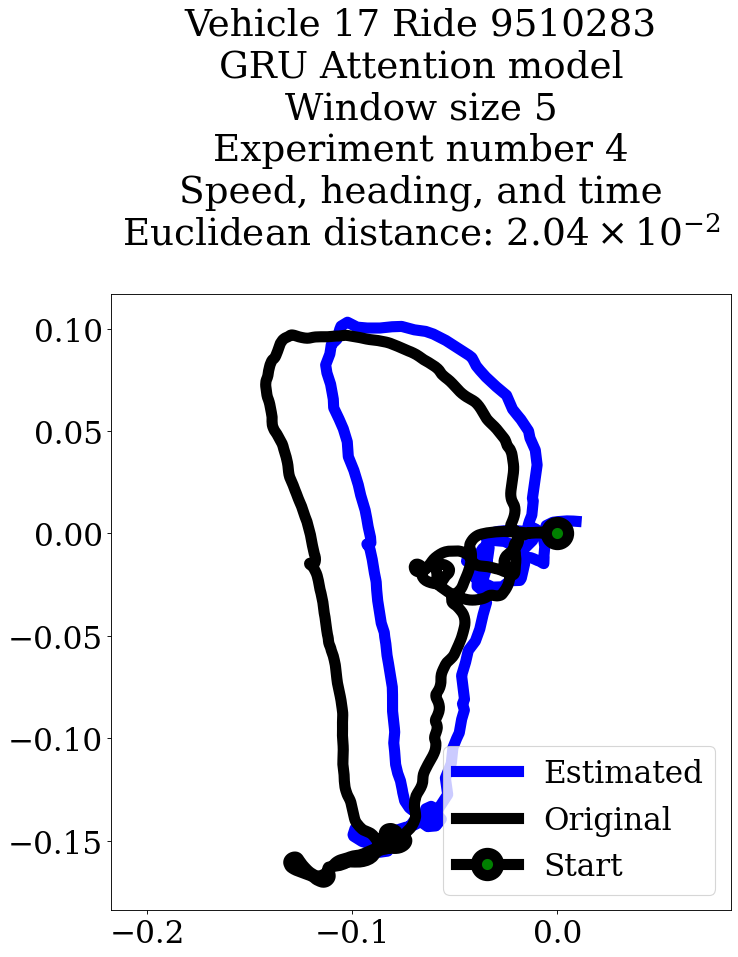 Vehicle 17 Ride 9510283
GRU Attention model
Window size 5
Experiment number 4
Speed, heading, and time
Euclidean distance: 2.04 × 10⁻²
0.10
0.05
0.00
−0.05
−0.10
−0.15
Estimated
Original
Start
−0.2
−0.1
0.0